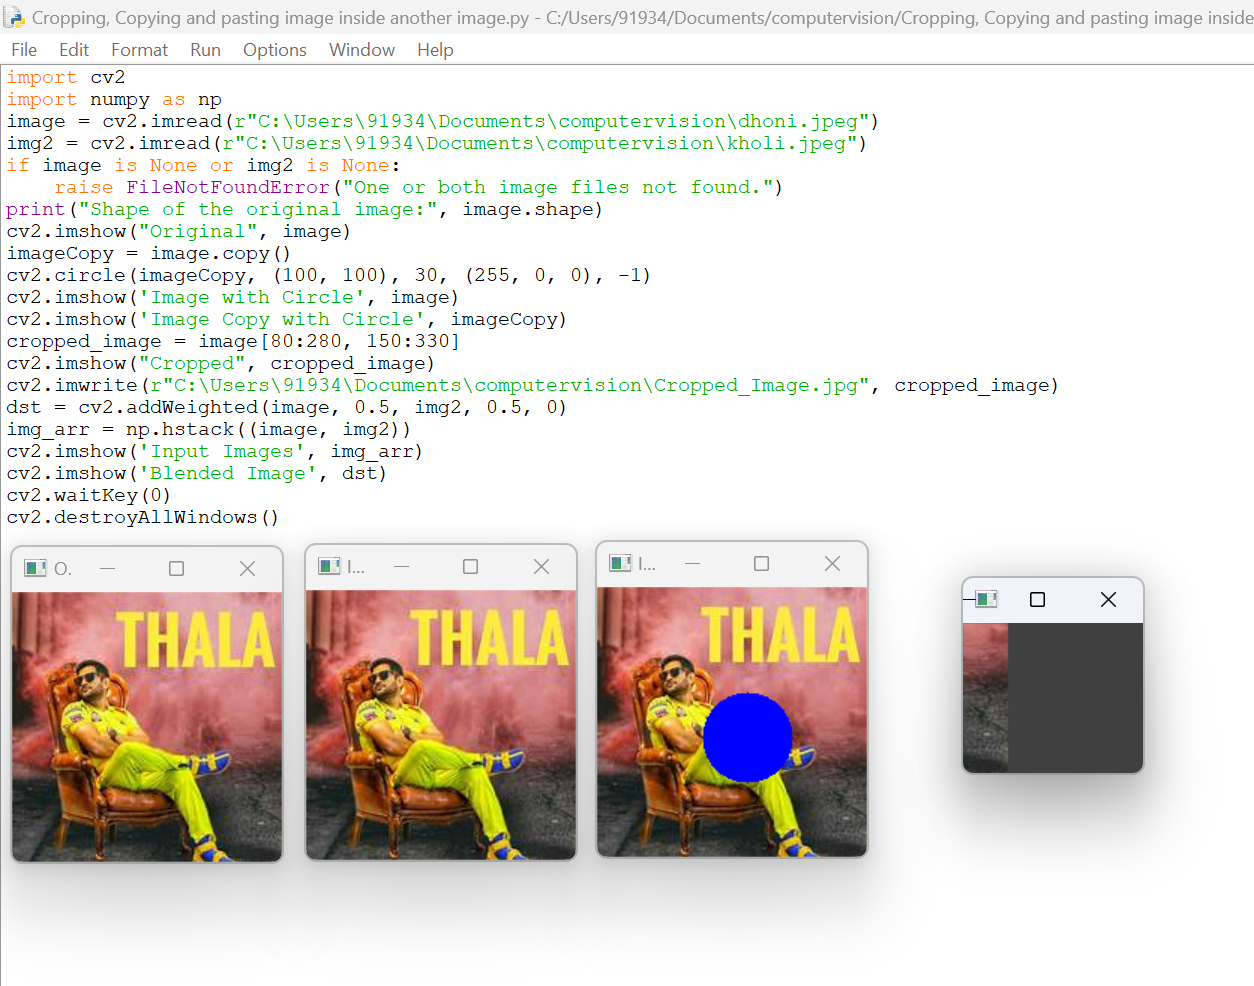 Cropping, Copying and pasting image inside another image.py - C:/Users/91934/Documents/computervision/Cropping, Copying and pasting image inside
File Edit Format Run Options Window Help
import cv2
import numpy as np
image = cv2.imread(r"C:\Users\91934\Documents\computervision\dhoni.jpeg")
img2 = cv2.imread(r"C:\Users\91934\Documents\computervision\kholi.jpeg")
if image is None or img2 is None:
    raise FileNotFoundError("One or both image files not found.")
print("Shape of the original image:", image.shape)
cv2.imshow("Original", image)
imageCopy = image.copy()
cv2.circle(imageCopy, (100, 100), 30, (255, 0, 0), -1)
cv2.imshow('Image with Circle', image)
cv2.imshow('Image Copy with Circle', imageCopy)
cropped_image = image[80:280, 150:330]
cv2.imshow("Cropped", cropped_image)
cv2.imwrite(r"C:\Users\91934\Documents\computervision\Cropped_Image.jpg", cropped_image)
dst = cv2.addWeighted(image, 0.5, img2, 0.5, 0)
img_arr = np.hstack((image, img2))
cv2.imshow('Input Images', img_arr)
cv2.imshow('Blended Image', dst)
cv2.waitKey(0)
cv2.destroyAllWindows()
O.
I...
I...
THALA
THALA
THALA